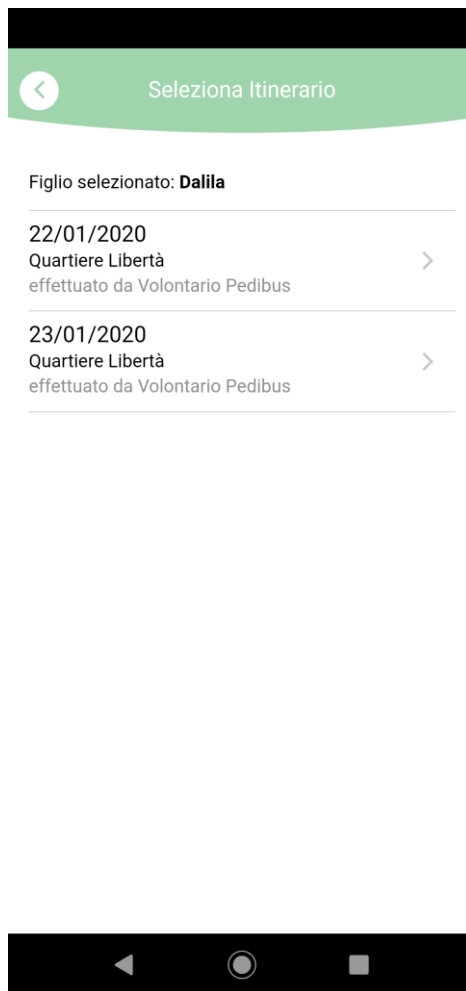 Seleziona Itinerario
Figlio selezionato: Dalila
22/01/2020
Quartiere Libertà
effettuato da Volontario Pedibus
23/01/2020
Quartiere Libertà
effettuato da Volontario Pedibus